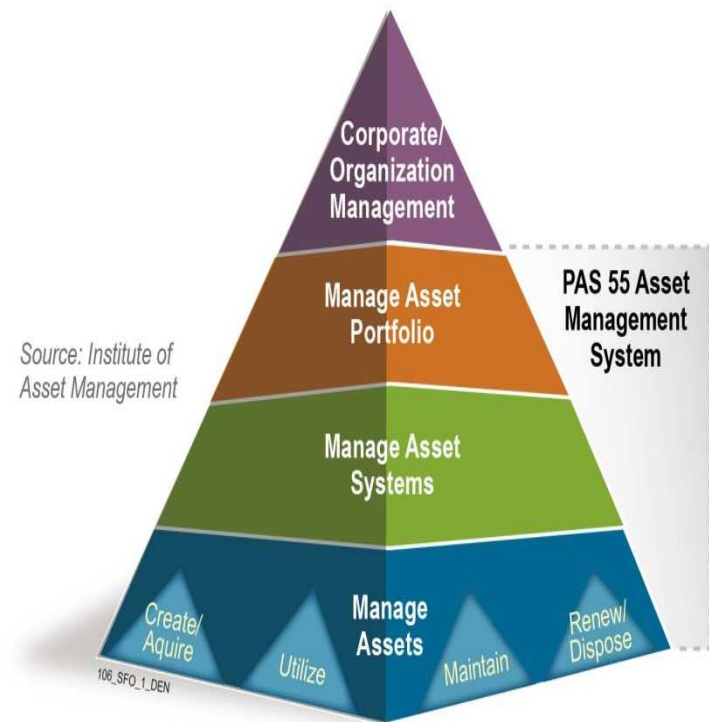 Corporate/
Organization
Management
Manage Asset
Portfolio
PAS 55 Asset
Management
System
Source: Institute of
Asset Management
Manage Asset
Systems
Manage
Assets
Create/
Aquire
Utilize
Maintain
Renew/
Dispose
106_SFO_1_DEN